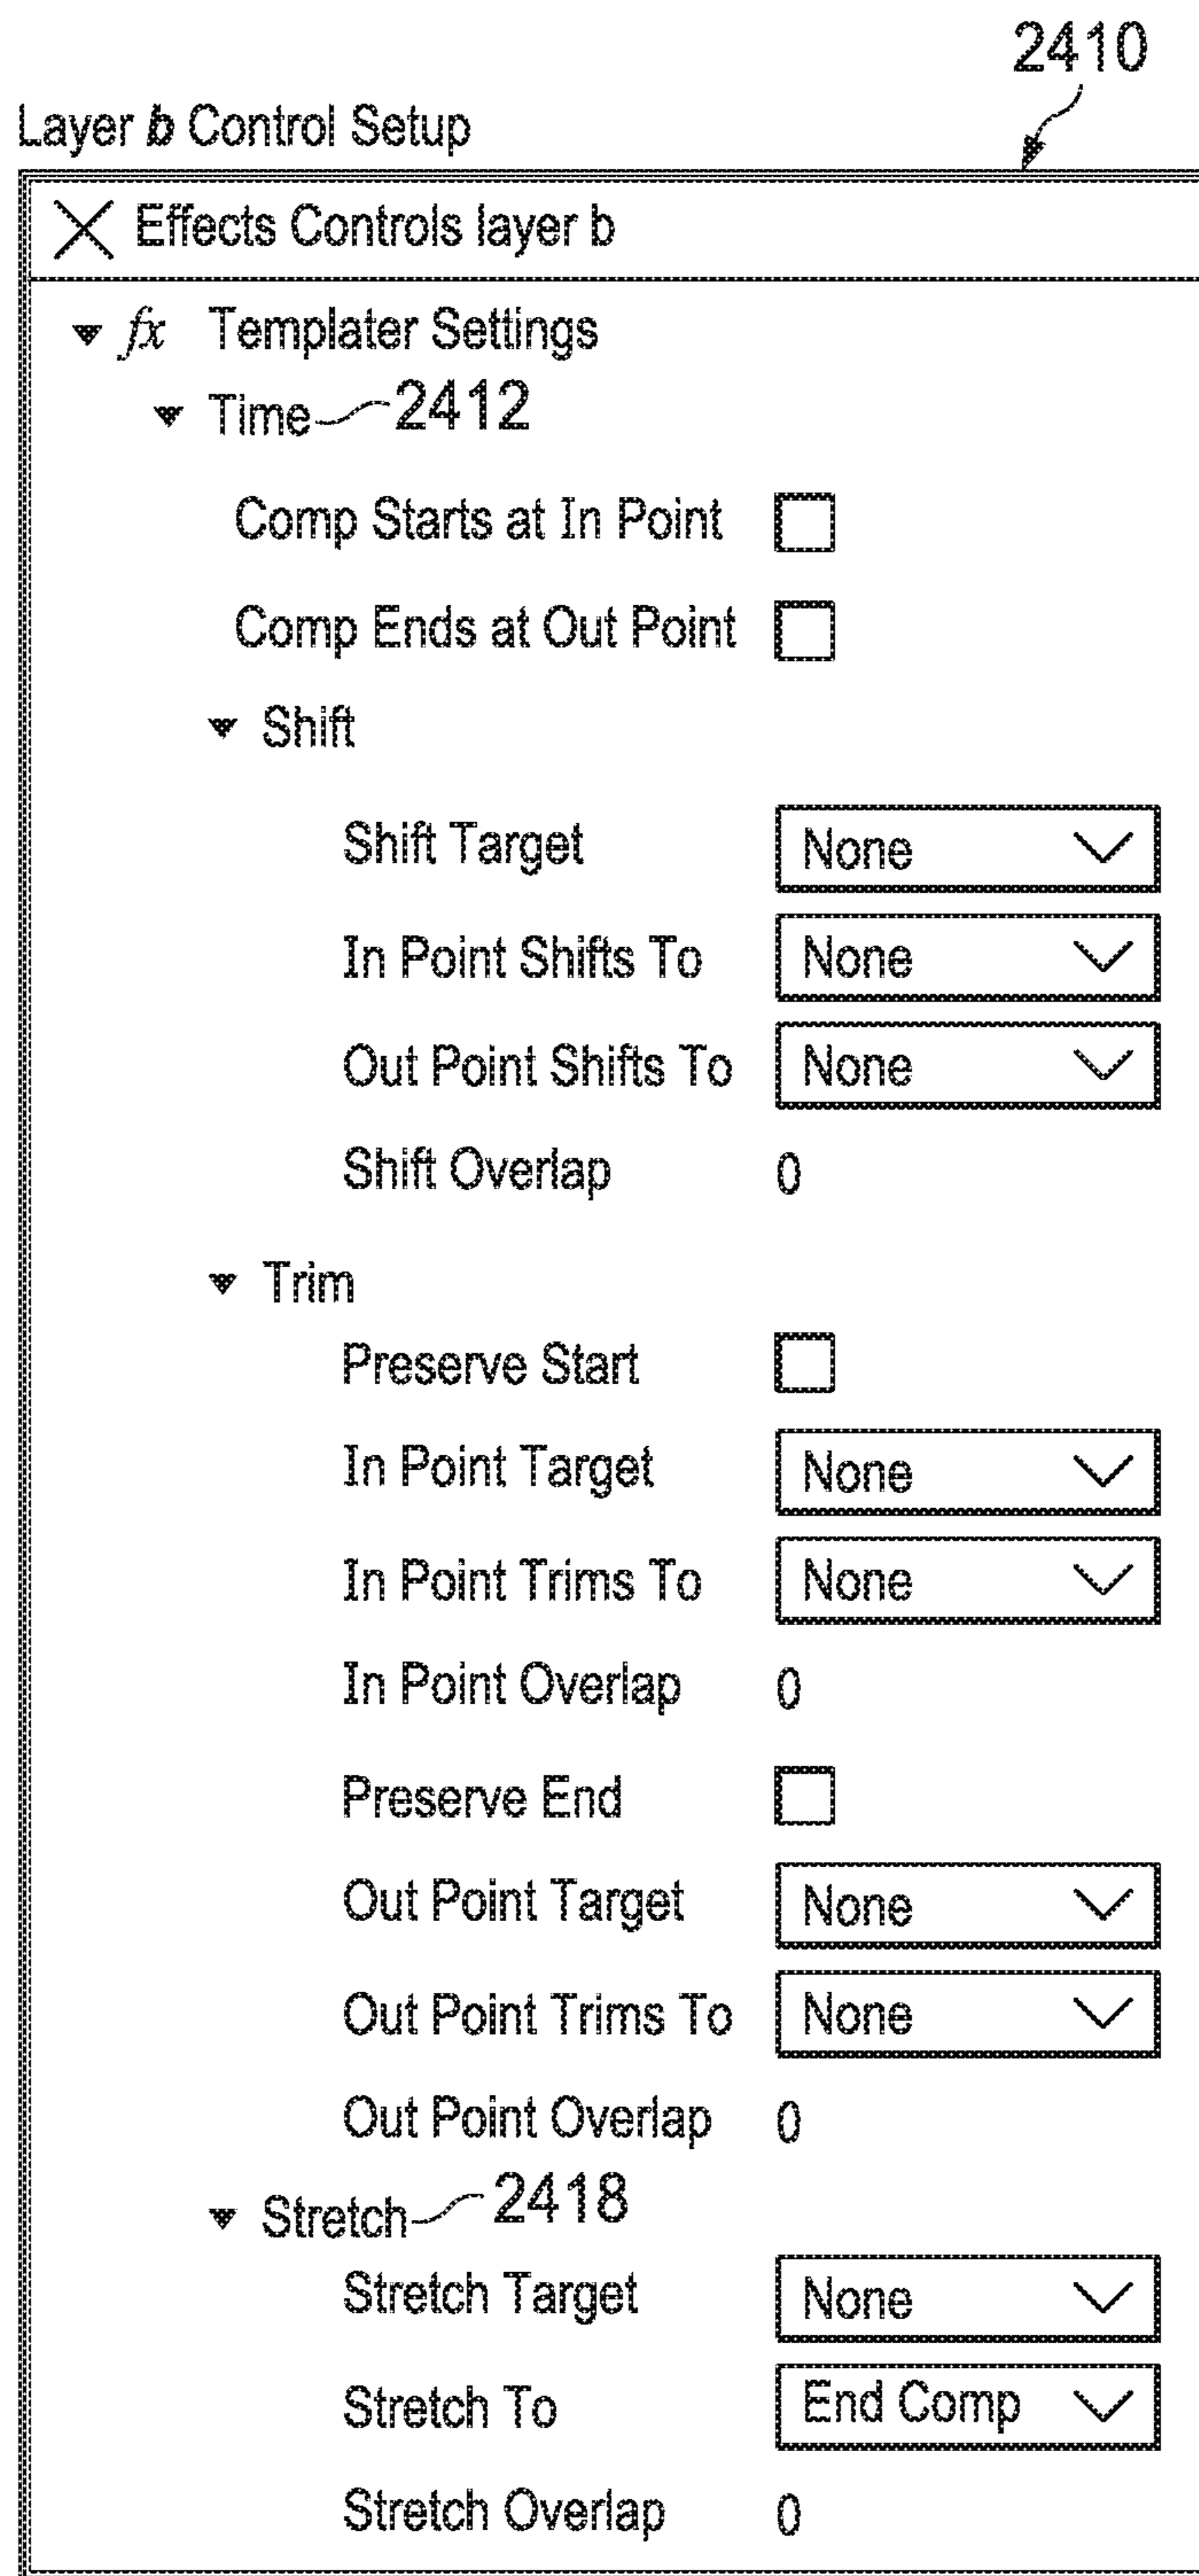 2410
Layer b Control Setup
Effects Controls layer b
fx Templater Settings
Time 2412
Comp Starts at In Point
Comp Ends at Out Point
Shift
Shift Target None
In Point Shifts To None
Out Point Shifts To None
Shift Overlap 0
Trim
Preserve Start
In Point Target None
In Point Trims To None
In Point Overlap 0
Preserve End
Out Point Target None
Out Point Trims To None
Out Point Overlap 0
Stretch 2418
Stretch Target None
Stretch To End Comp
Stretch Overlap 0